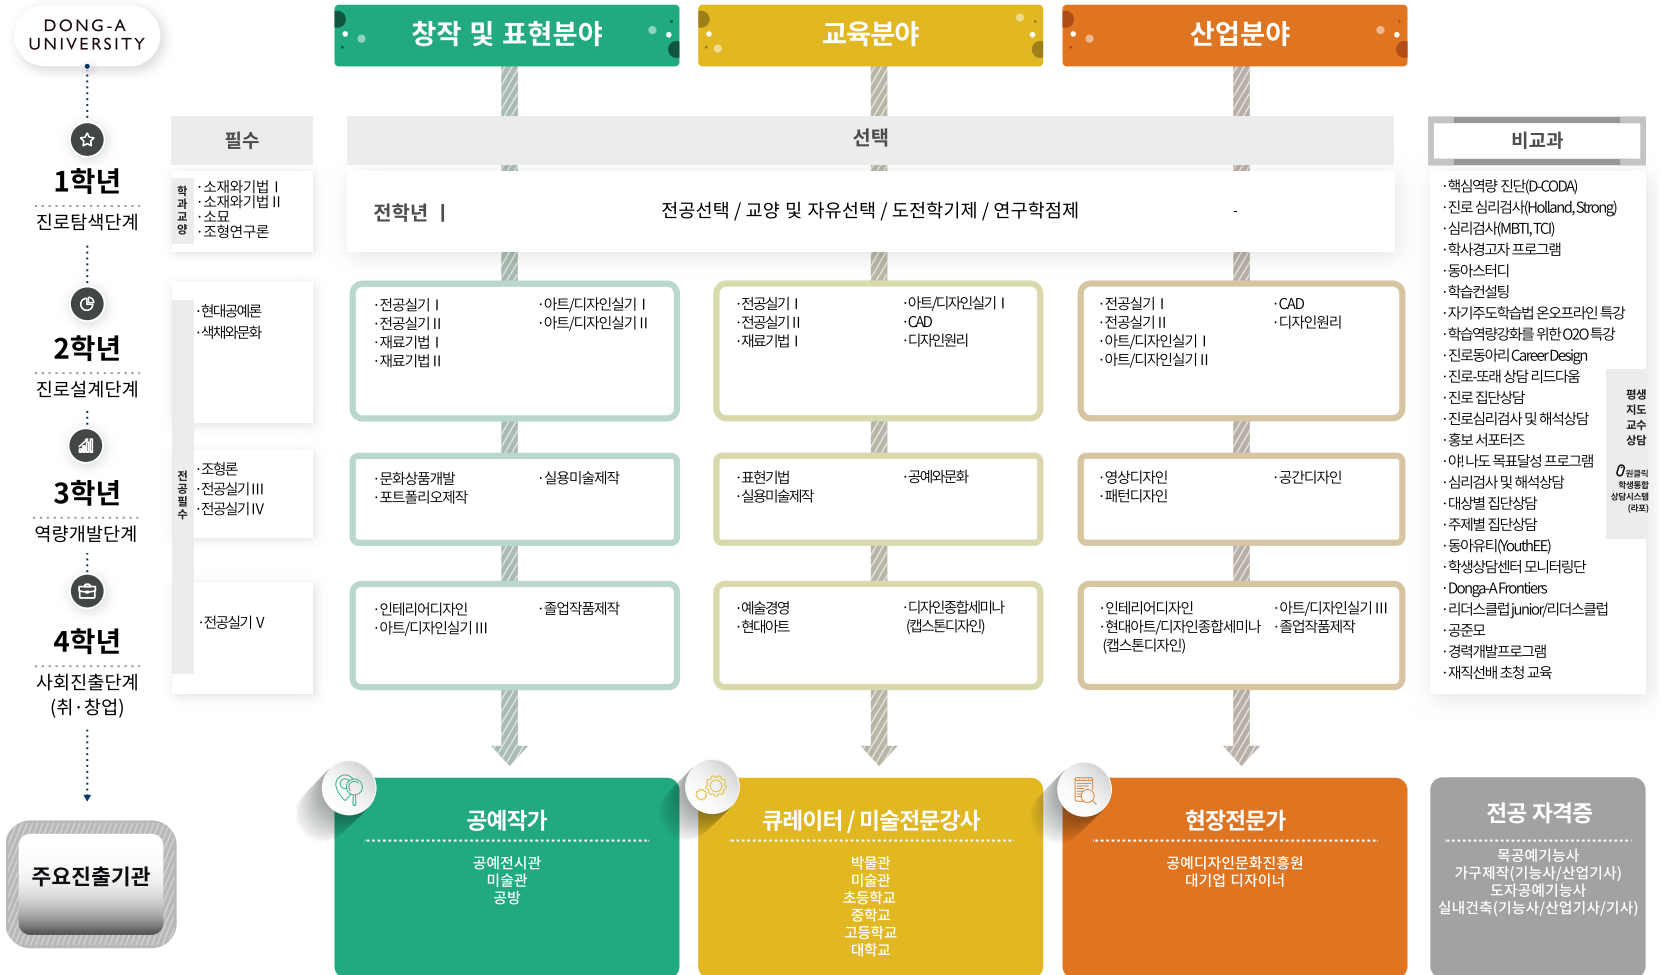 DONG-A
UNIVERSITY
창작 및 표현분야
교육분야
산업분야
필수
선택
비교과
1학년
진로탐색단계
학과교양
·소재와기법 Ⅰ
·소재와기법 Ⅱ
·소묘
·조형연구론
전학년 Ⅰ
전공선택 / 교양 및 자유선택 / 도전학기제 / 연구학점제
-
2학년
진로설계단계
전공필수
·현대공예론
·색채와문화
·전공실기 Ⅰ
·전공실기 Ⅱ
·재료기법 Ⅰ
·재료기법 Ⅱ
·아트/디자인실기 Ⅰ
·아트/디자인실기 Ⅱ
·전공실기 Ⅰ
·전공실기 Ⅱ
·재료기법 Ⅰ
·아트/디자인실기 Ⅰ
·CAD
·디자인원리
·전공실기 Ⅰ
·전공실기 Ⅱ
·아트/디자인실기 Ⅰ
·아트/디자인실기 Ⅱ
·CAD
·디자인원리
3학년
역량개발단계
·조형론
·전공실기 Ⅲ
·전공실기 Ⅳ
·문화상품개발
·포트폴리오제작
·실용미술제작
·표현기법
·실용미술제작
·공예와문화
·영상디자인
·패턴디자인
·공간디자인
4학년
사회진출단계
(취·창업)
·전공실기 Ⅴ
·인테리어디자인
·아트/디자인실기 Ⅲ
·졸업작품제작
·예술경영
·현대아트
·디자인종합세미나
(캡스톤디자인)
·인테리어디자인
·현대아트/디자인종합세미나
(캡스톤디자인)
·아트/디자인실기 Ⅲ
·졸업작품제작
·핵심역량 진단(D-CODA)
·진로 심리검사(Holland, Strong)
·심리검사(MBTI, TCI)
·학사경고자 프로그램
·동아스터디
·학습컨설팅
·자기주도학습법 온오프라인 특강
·학습역량강화를 위한 O2O 특강
·진로동아리 Career Design
·진로-또래 상담 리드다움
·진로 집단상담
·진로심리검사 및 해석상담
·홍보 서포터즈
·야!나도 목표달성 프로그램
·심리검사 및 해석상담
·대상별 집단상담
·주제별 집단상담
·동아유티(YouthEE)
·학생상담센터 모니터링단
·Donga-A Frontiers
·리더스클럽 junior/리더스클럽
·공준모
·경력개발프로그램
·재직선배 초청 교육
평생
지도
교수
상담
원클릭
학생통합
상담시스템
(라포)
주요진출기관
공예작가
공예전시관
미술관
공방
큐레이터 / 미술전문강사
박물관
미술관
초등학교
중학교
고등학교
대학교
현장전문가
공예디자인문화진흥원
대기업 디자이너
전공 자격증
목공예기능사
가구제작(기능사/산업기사)
도자공예기능사
실내건축(기능사/산업기사/기사)